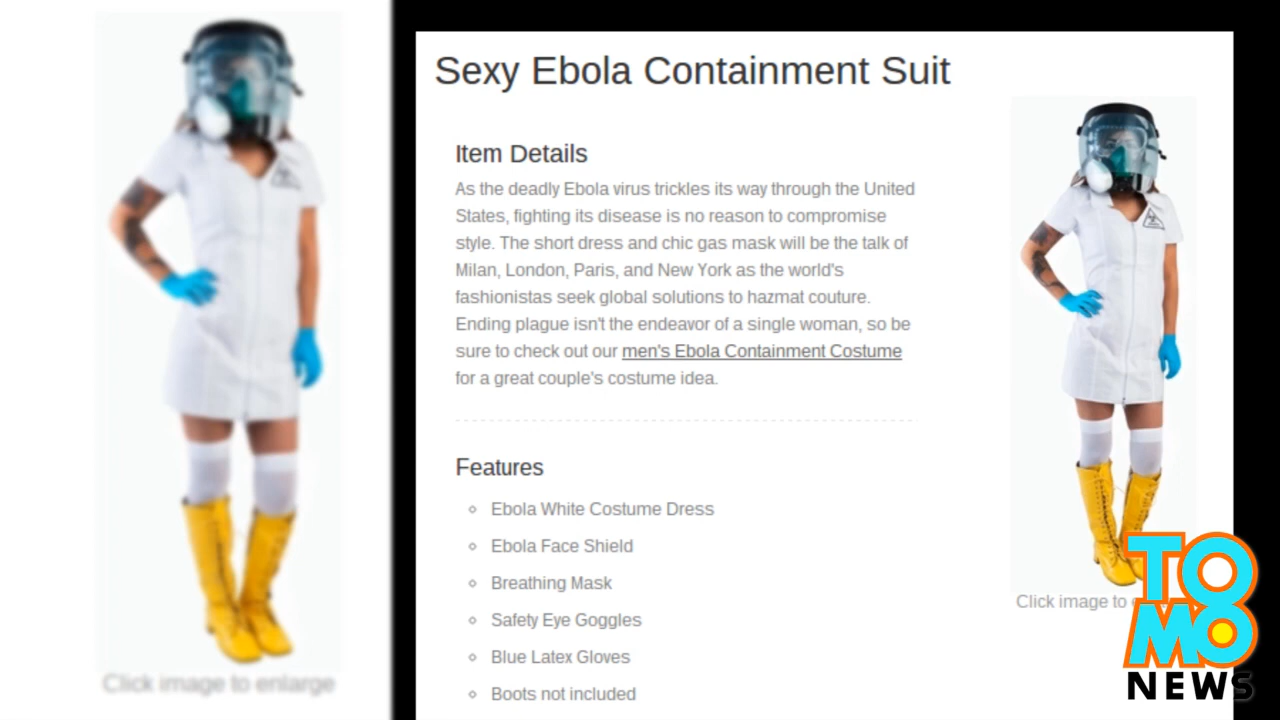 Sexy Ebola Containment Suit
Item Details
As the deadly Ebola virus trickles its way through the United
States, fighting its disease is no reason to compromise
style. The short dress and chic gas mask will be the talk of
Milan, London, Paris, and New York as the world's
fashionistas seek global solutions to hazmat couture.
Ending plague isn't the endeavor of a single woman, so be
sure to check out our men's Ebola Containment Costume
for a great couple's costume idea.
Features
Ebola White Costume Dress
Ebola Face Shield
Breathing Mask
Safety Eye Goggles
Blue Latex Gloves
Boots not included
Click image to enlarge
Click image to
TOMO
NEWS